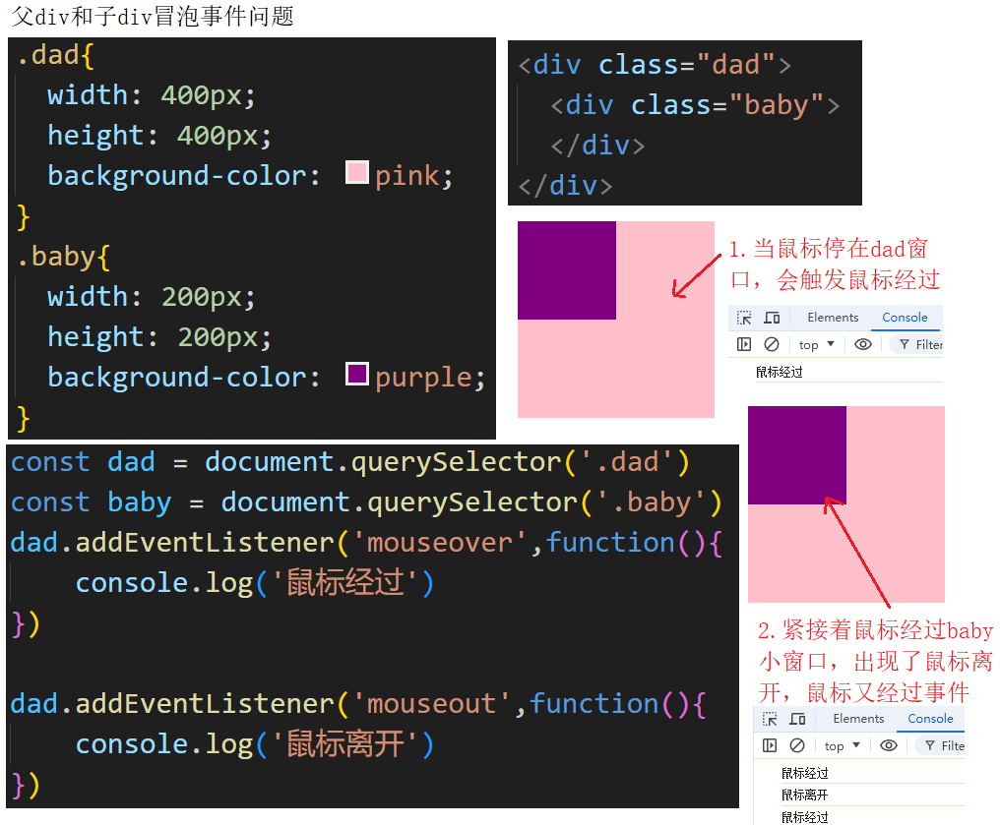 父div和子div冒泡事件问题
.dad{
width: 400px;
height: 400px;
background-color: pink;
}
.baby{
width: 200px;
height: 200px;
background-color: purple;
}
<div class="dad">
<div class="baby">
</div>
</div>
1.当鼠标停在dad窗
口，会触发鼠标经过
Elements Console
top Filter
鼠标经过
const dad = document.querySelector('.dad')
const baby = document.querySelector('.baby')
dad.addEventListener('mouseover',function(){
console.log('鼠标经过')
})
dad.addEventListener('mouseout',function(){
console.log('鼠标离开')
})
2.紧接着鼠标经过baby
小窗口，出现了鼠标离
开，鼠标又经过事件
Elements Console
top Filte
鼠标经过
鼠标离开
鼠标经过